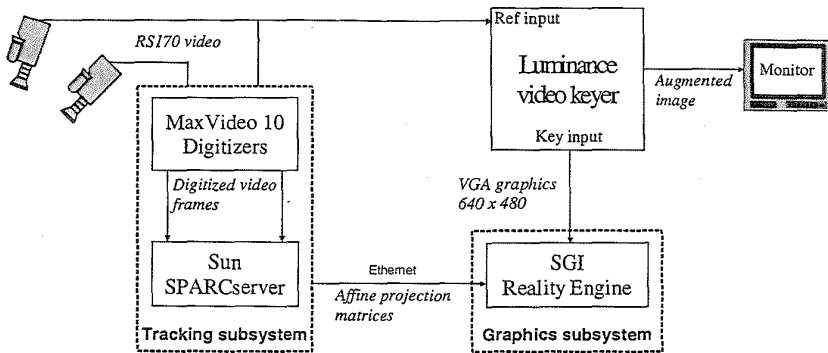 RS170 video
Ref input
Luminance
video keyer
Key input
Augmented
image
Monitor
MaxVideo 10
Digitizers
Digitized video
frames
VGA graphics
640 x 480
Sun
SPARCserver
Ethernet
Affine projection
matrices
SGI
Reality Engine
Tracking subsystem
Graphics subsystem